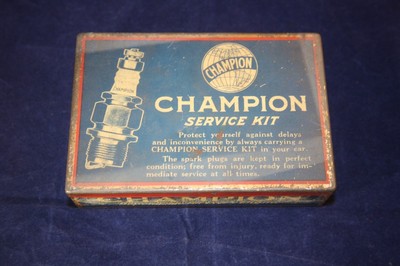 CHAMPION
CHAMPION
CHAMPION
SERVICE KIT
Protect yourself against delays
and inconvenience by always carrying a
CHAMPION SERVICE KIT in your car.
The spark plugs are kept in perfect
condition; free from injury, ready for im-
mediate service at all times.